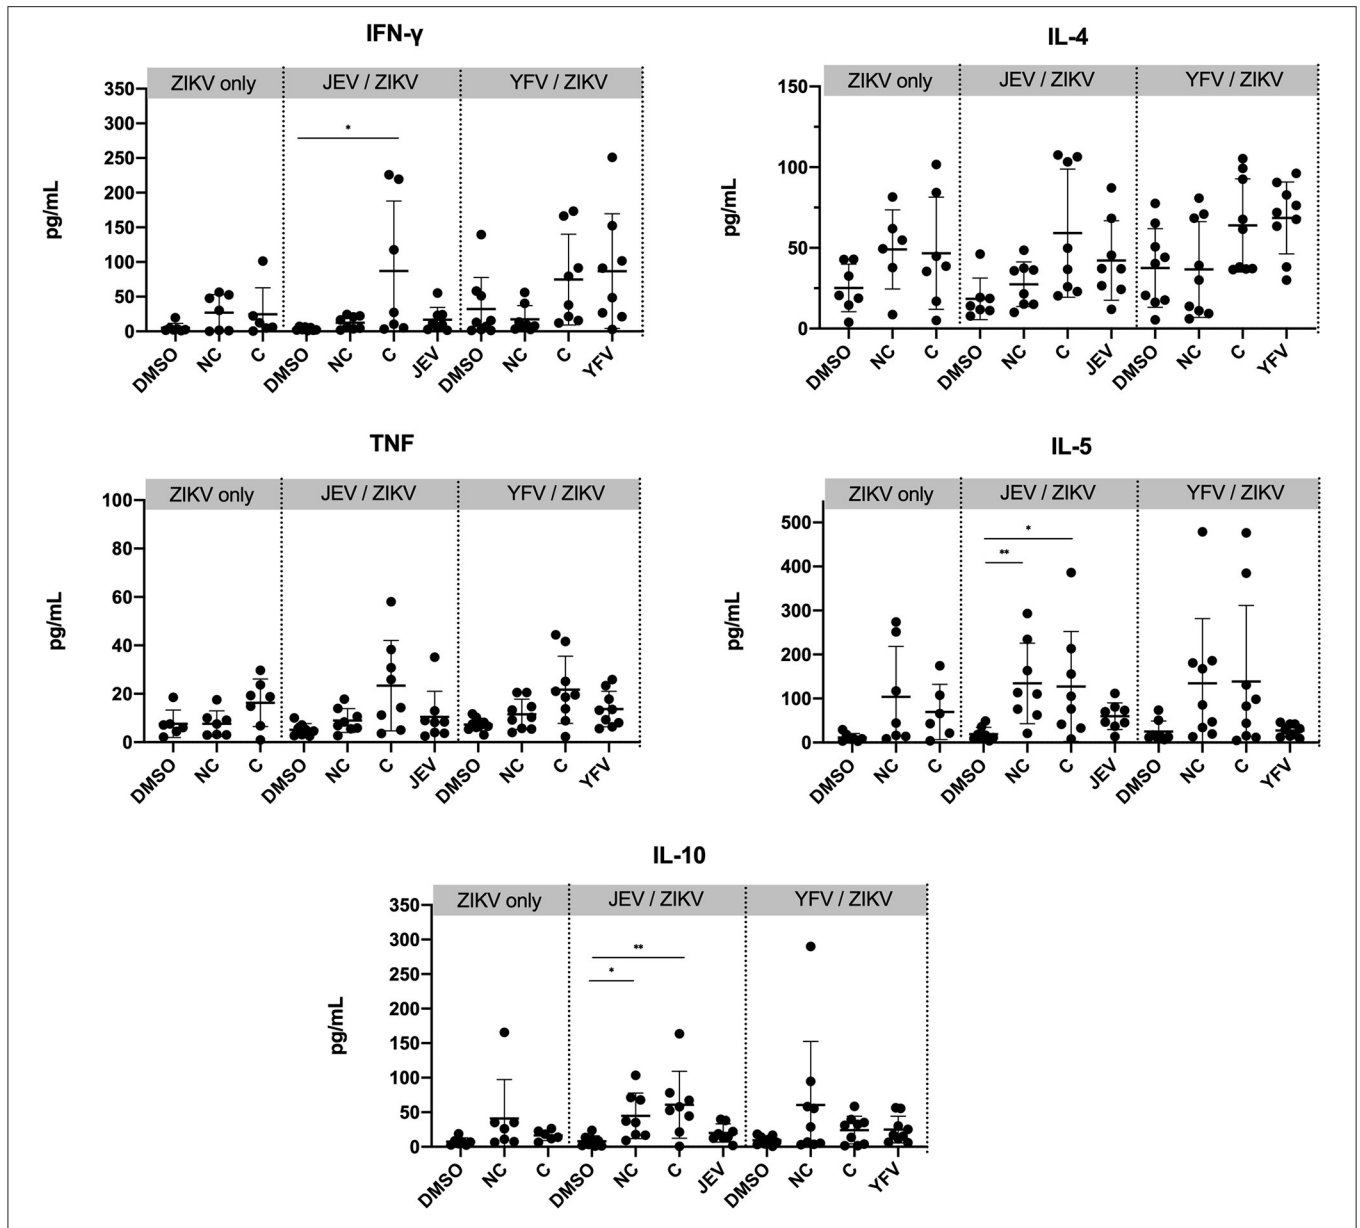 IFN-γ
ZIKV only JEV / ZIKV YFV / ZIKV
350
300
250
200
150
100
50
0
pg/mL
*
DMSO NC C DMSO NC C JEV DMSO NC C YFV
IL-4
ZIKV only JEV / ZIKV YFV / ZIKV
150
100
50
0
pg/mL
DMSO NC C DMSO NC C JEV DMSO NC C YFV
TNF
ZIKV only JEV / ZIKV YFV / ZIKV
100
80
60
40
20
0
pg/mL
DMSO NC C DMSO NC C JEV DMSO NC C YFV
IL-5
ZIKV only JEV / ZIKV YFV / ZIKV
500
400
300
200
100
0
pg/mL
*
**
DMSO NC C DMSO NC C JEV DMSO NC C YFV
IL-10
ZIKV only JEV / ZIKV YFV / ZIKV
350
300
250
200
150
100
50
0
pg/mL
**
*
DMSO NC C DMSO NC C JEV DMSO NC C YFV